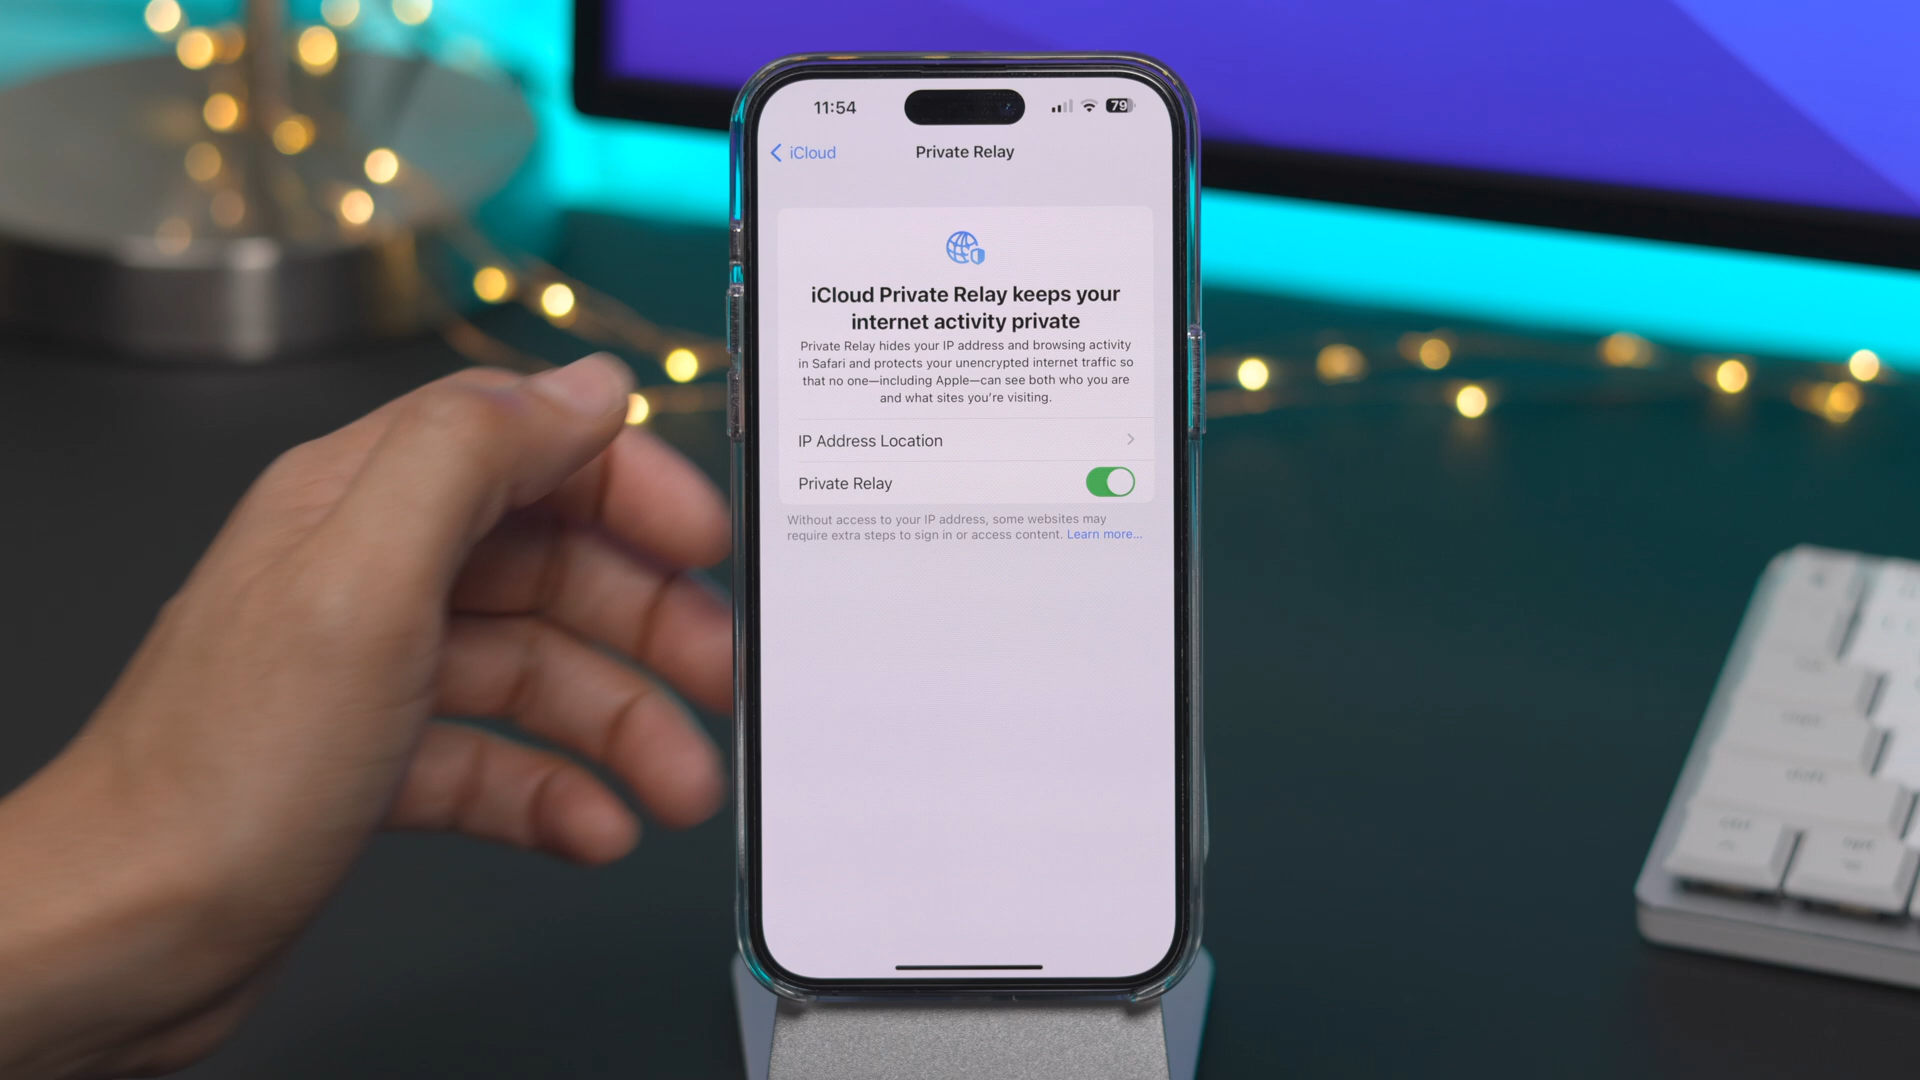 11:54
79
iCloud
Private Relay
iCloud Private Relay keeps your
internet activity private
Private Relay hides your IP address and browsing activity
in Safari and protects your unencrypted internet traffic so
that no one—including Apple—can see both who you are
and what sites you're visiting.
IP Address Location
Private Relay
Without access to your IP address, some websites may
require extra steps to sign in or access content. Learn more...